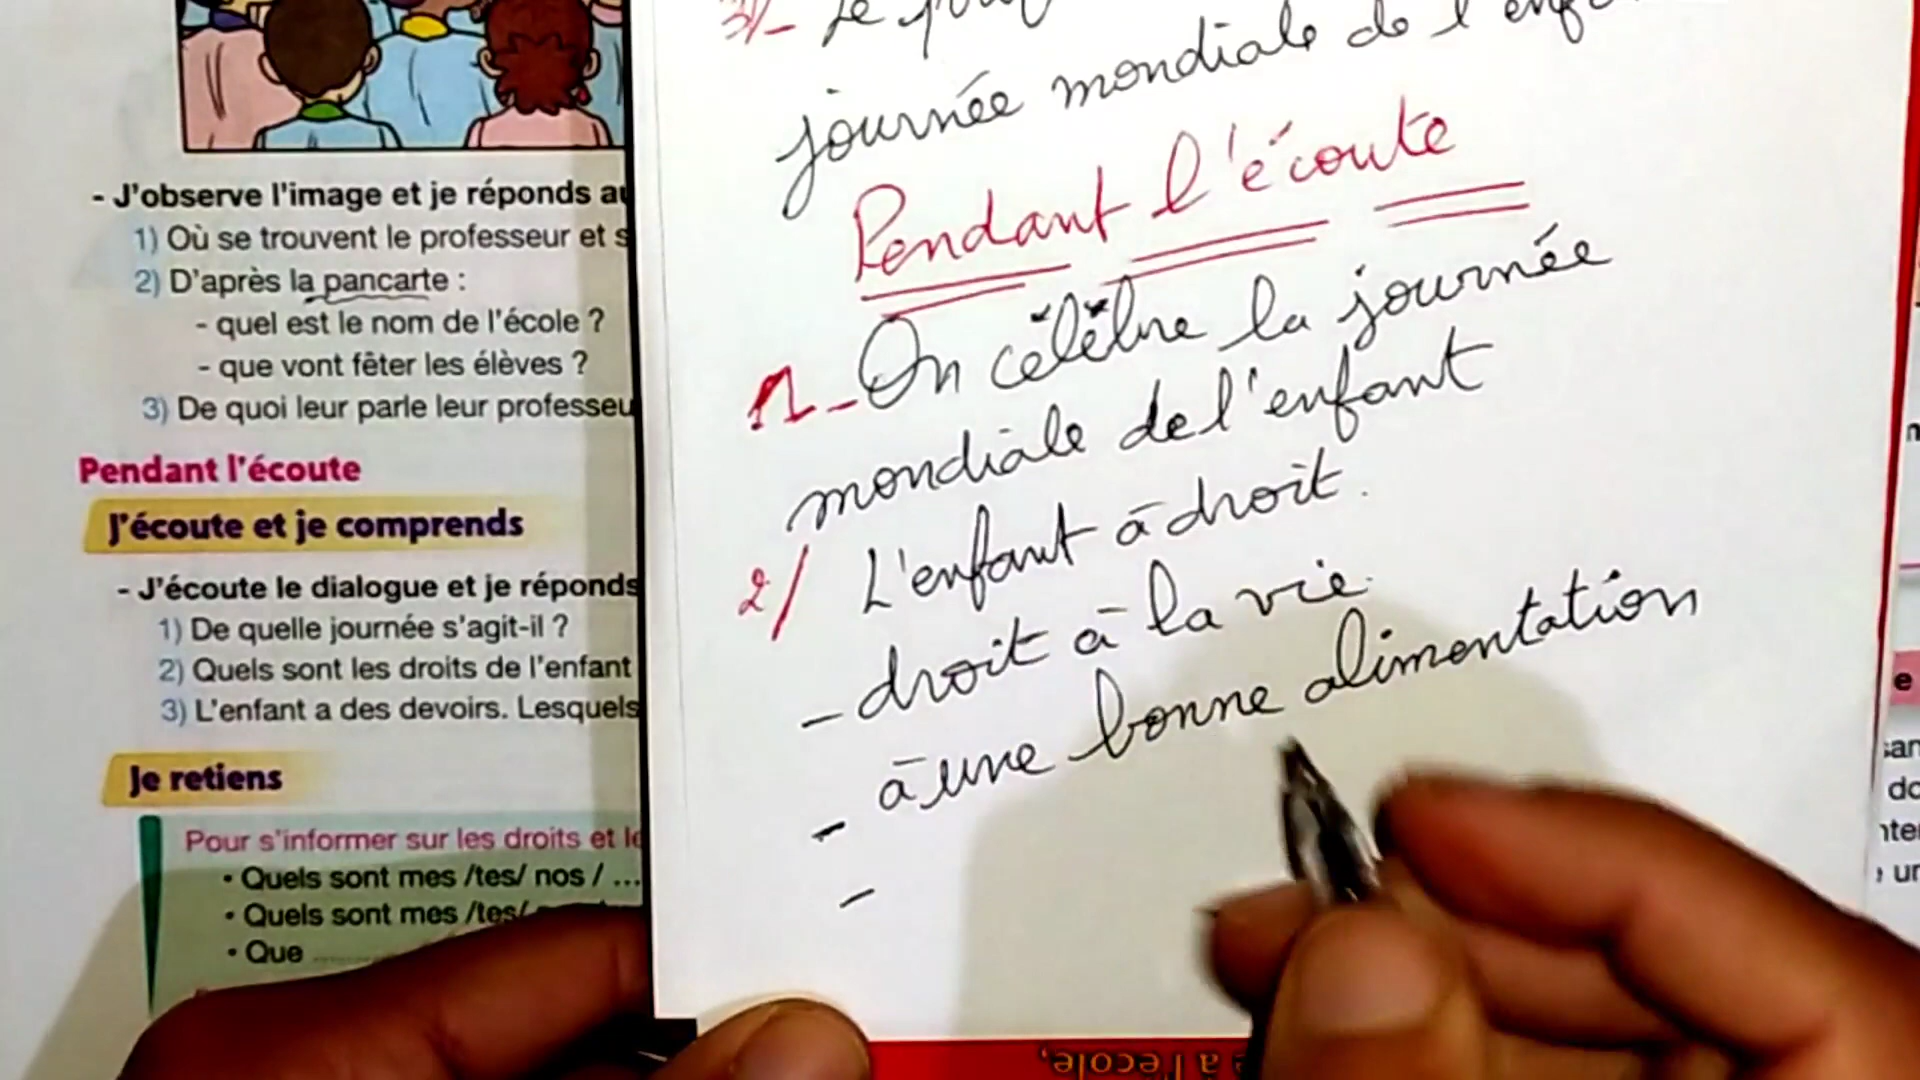 - J'observe l'image et je réponds au
1) Où se trouvent le professeur et s
2) D'après la pancarte :
- quel est le nom de l'école ?
- que vont fêter les élèves ?
3) De quoi leur parle leur professeu
Pendant l'écoute
J'écoute et je comprends
- J'écoute le dialogue et je réponds
1) De quelle journée s'agit-il ?
2) Quels sont les droits de l'enfant
3) L'enfant a des devoirs. Lesquels
Je retiens
Pour s'informer sur les droits et le
• Quels sont mes /tes/ nos / ...
• Quels sont mes /tes/
• Que
3/- Le prof
journée mondiale de l'enf
Pendant l'écoute
1-On célèbre la journée
mondiale de l'enfant
2/ L'enfant à droit.
- droit à la vie.
- à une bonne alimentation
-
à l'école,